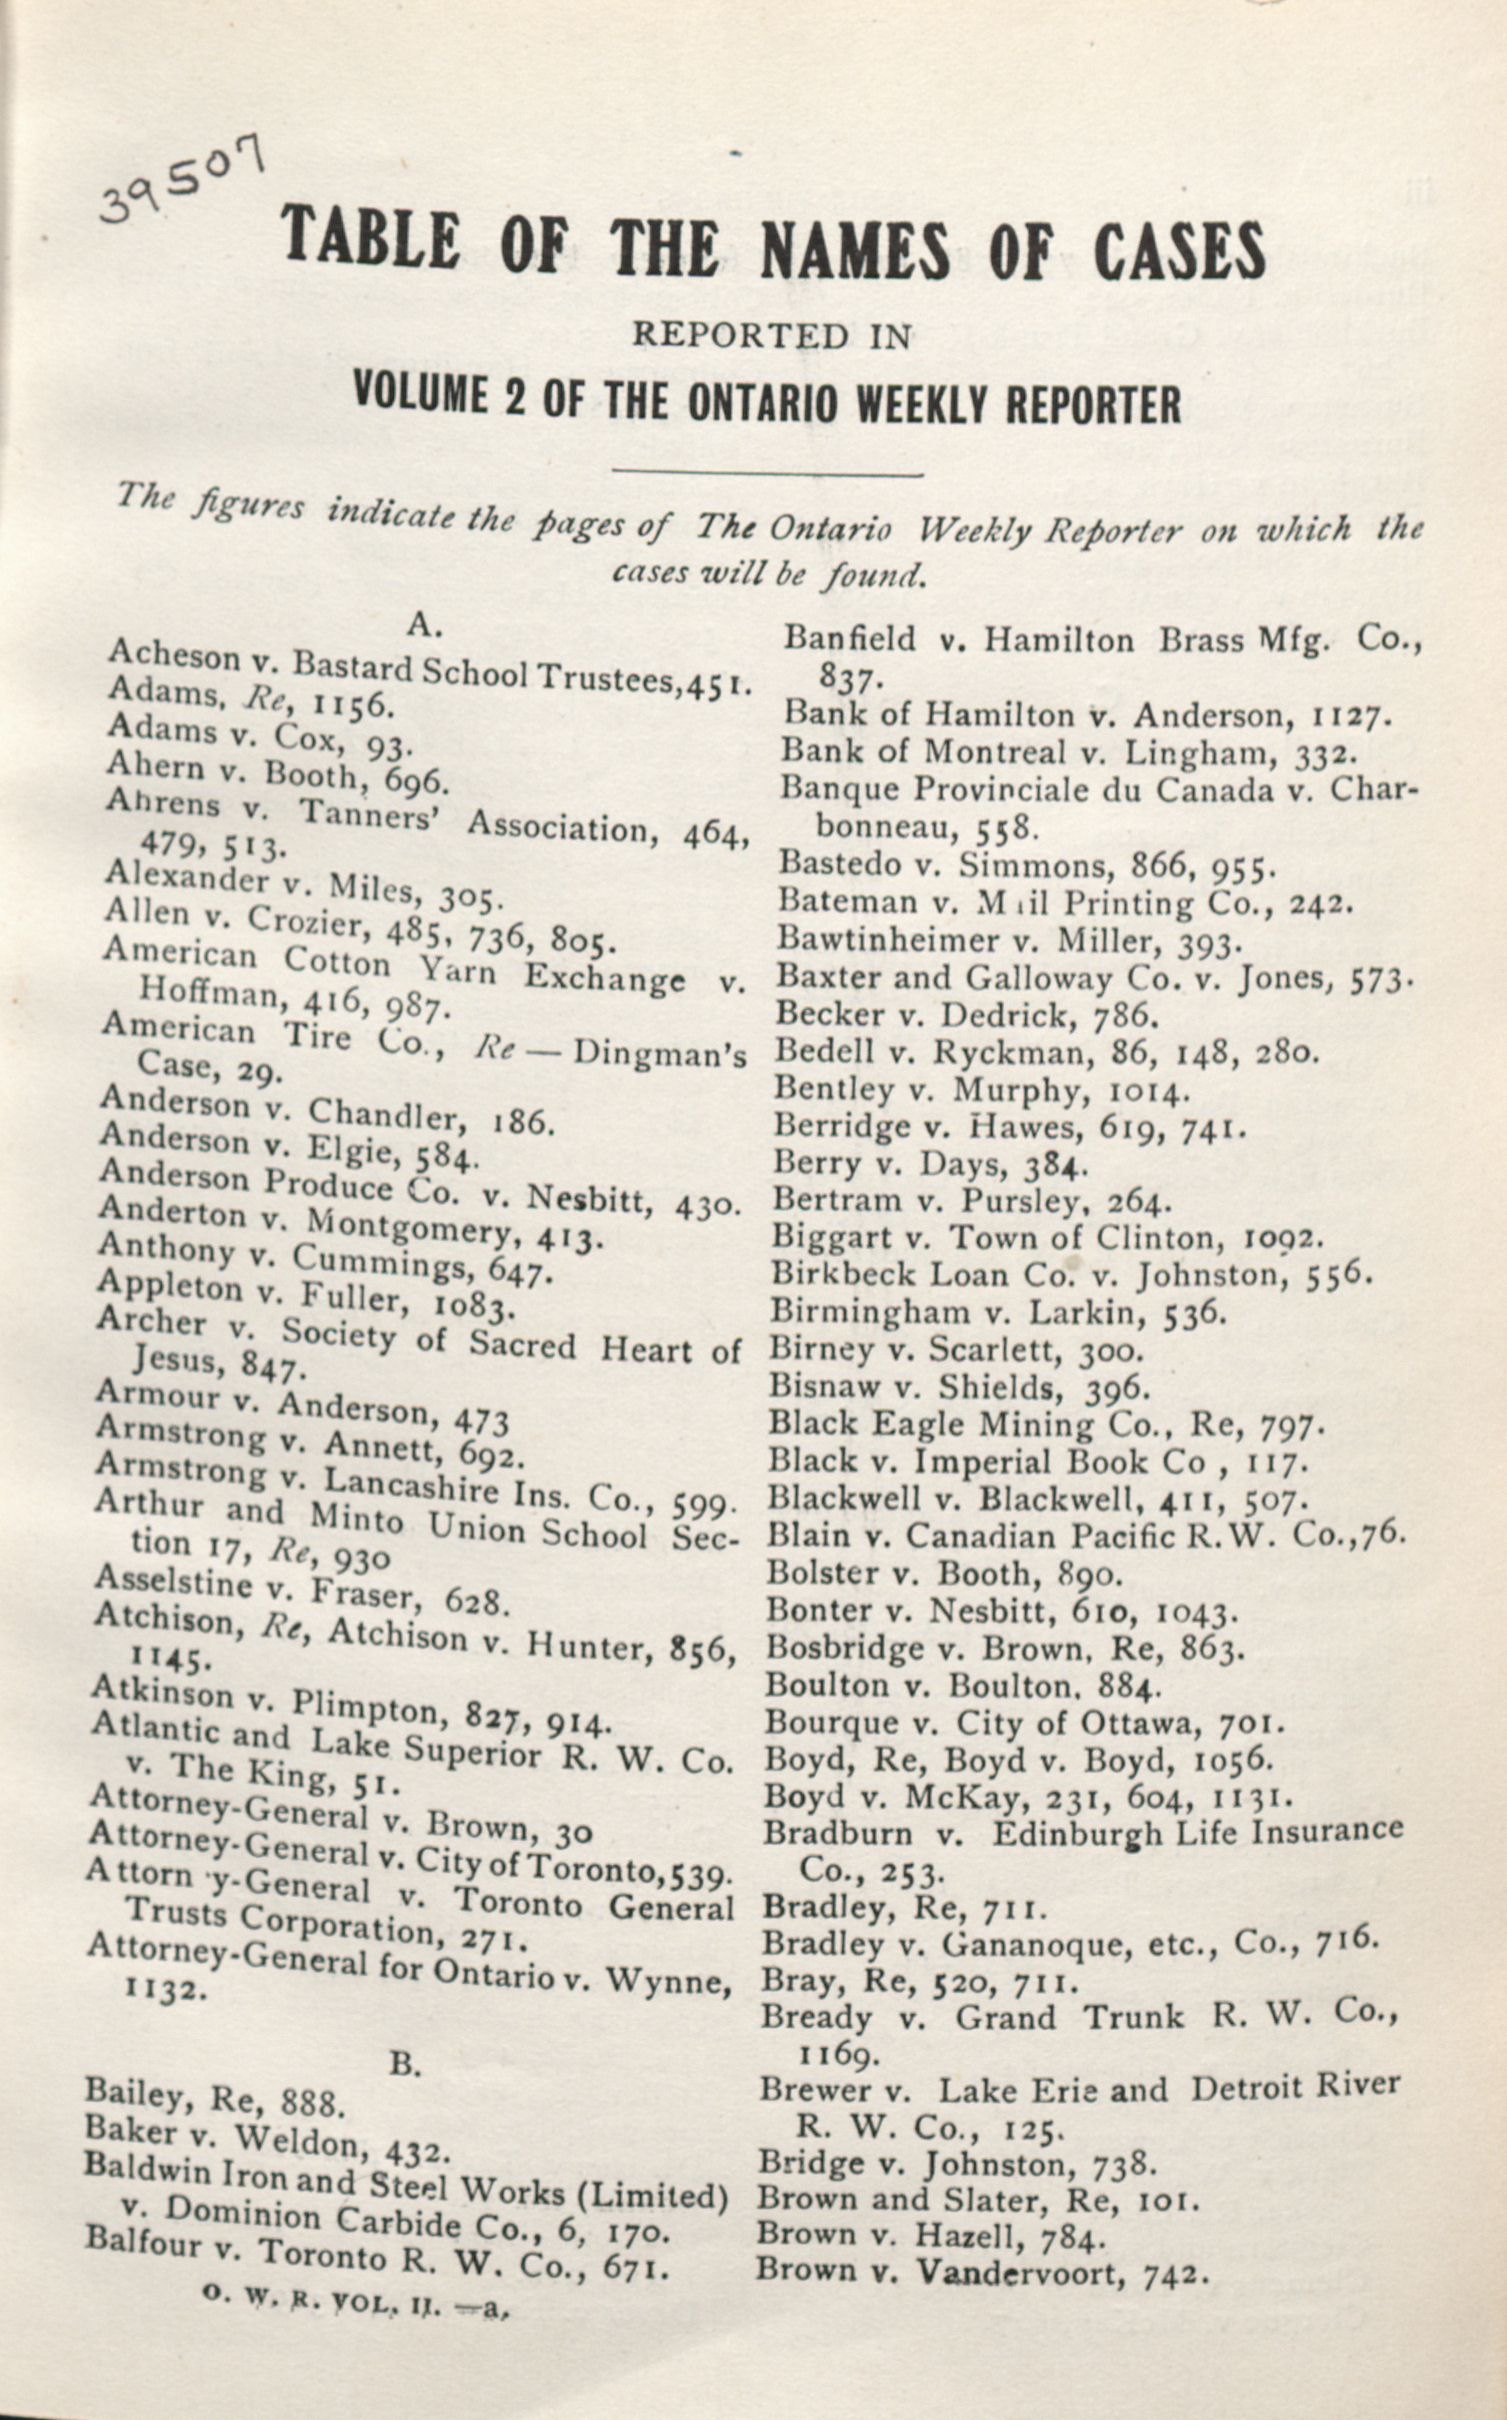 39507
TABLE OF THE NAMES OF CASES
REPORTED IN
VOLUME 2 OF THE ONTARIO WEEKLY REPORTER
The figures indicate the pages of The Ontario Weekly Reporter on which the
cases will be found.
A.
Acheson v. Bastard School Trustees,451.
Adams, Re, 1156.
Adams v. Cox, 93.
Ahern v. Booth, 696.
Ahrens v. Tanners' Association, 464,
479, 513.
Alexander v. Miles, 305.
Allen v. Crozier, 485, 736, 805.
American Cotton Yarn Exchange v.
Hoffman, 416, 987.
American Tire Co., Re — Dingman's
Case, 29.
Anderson v. Chandler, 186.
Anderson v. Elgie, 584.
Anderson Produce Co. v. Nesbitt, 430.
Anderton v. Montgomery, 413.
Anthony v. Cummings, 647.
Appleton v. Fuller, 1083.
Archer v. Society of Sacred Heart of
Jesus, 847.
Armour v. Anderson, 473
Armstrong v. Annett, 692.
Armstrong v. Lancashire Ins. Co., 599.
Arthur and Minto Union School Sec-
tion 17, Re, 930
Asselstine v. Fraser, 628.
Atchison, Re, Atchison v. Hunter, 856,
1145.
Atkinson v. Plimpton, 827, 914.
Atlantic and Lake Superior R. W. Co.
v. The King, 51.
Attorney-General v. Brown, 30
Attorney-General v. City of Toronto,539.
Attorn y-General v. Toronto General
Trusts Corporation, 271.
Attorney-General for Ontario v. Wynne,
1132.
B.
Bailey, Re, 888.
Baker v. Weldon, 432.
Baldwin Iron and Steel Works (Limited)
v. Dominion Carbide Co., 6, 170.
Balfour v. Toronto R. W. Co., 671.
O. W. R. VOL. II. —a.
Banfield v. Hamilton Brass Mfg. Co.,
837.
Bank of Hamilton v. Anderson, 1127.
Bank of Montreal v. Lingham, 332.
Banque Provinciale du Canada v. Char-
bonneau, 558.
Bastedo v. Simmons, 866, 955.
Bateman v. M il Printing Co., 242.
Bawtinheimer v. Miller, 393.
Baxter and Galloway Co. v. Jones, 573.
Becker v. Dedrick, 786.
Bedell v. Ryckman, 86, 148, 280.
Bentley v. Murphy, 1014.
Berridge v. Hawes, 619, 741.
Berry v. Days, 384.
Bertram v. Pursley, 264.
Biggart v. Town of Clinton, 1092.
Birkbeck Loan Co. v. Johnston, 556.
Birmingham v. Larkin, 536.
Birney v. Scarlett, 300.
Bisnaw v. Shields, 396.
Black Eagle Mining Co., Re, 797.
Black v. Imperial Book Co , 117.
Blackwell v. Blackwell, 411, 507.
Blain v. Canadian Pacific R.W. Co.,76.
Bolster v. Booth, 890.
Bonter v. Nesbitt, 610, 1043.
Bosbridge v. Brown, Re, 863.
Boulton v. Boulton. 884.
Bourque v. City of Ottawa, 701.
Boyd, Re, Boyd v. Boyd, 1056.
Boyd v. McKay, 231, 604, 1131.
Bradburn v. Edinburgh Life Insurance
Co., 253.
Bradley, Re, 711.
Bradley v. Gananoque, etc., Co., 716.
Bray, Re, 520, 711.
Bready v. Grand Trunk R. W. Co.,
1169.
Brewer v. Lake Erie and Detroit River
R. W. Co., 125.
Bridge v. Johnston, 738.
Brown and Slater, Re, 101.
Brown v. Hazell, 784.
Brown v. Vandervoort, 742.